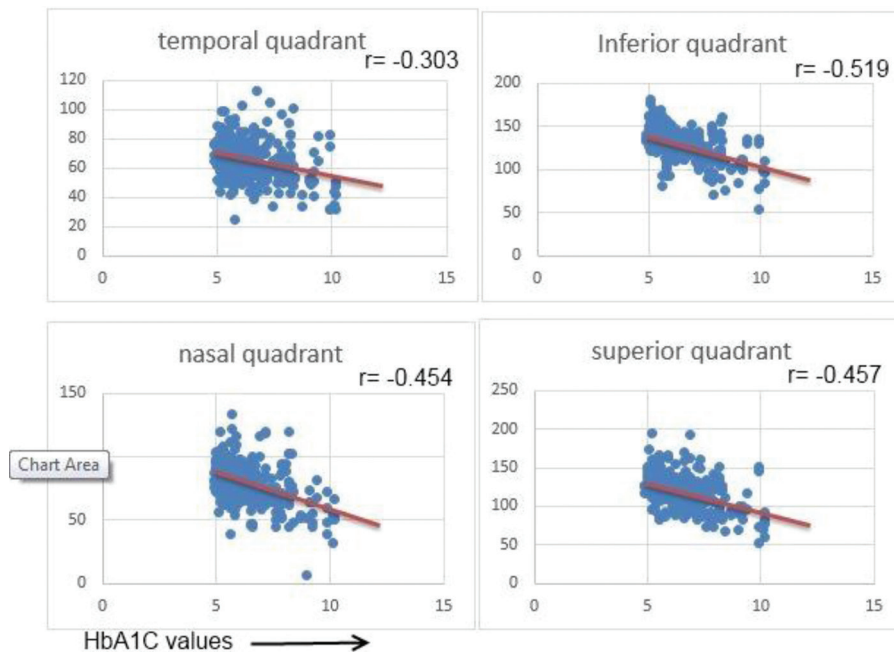 temporal quadrant
r= -0.303
120
100
80
60
40
20
0
0 5 10 15
Inferior quadrant
r= -0.519
200
150
100
50
0
0 5 10 15
nasal quadrant
r= -0.454
150
Chart Area
50
0
0 5 10 15
superior quadrant
r= -0.457
250
200
150
100
50
0
0 5 10 15
HbA1C values